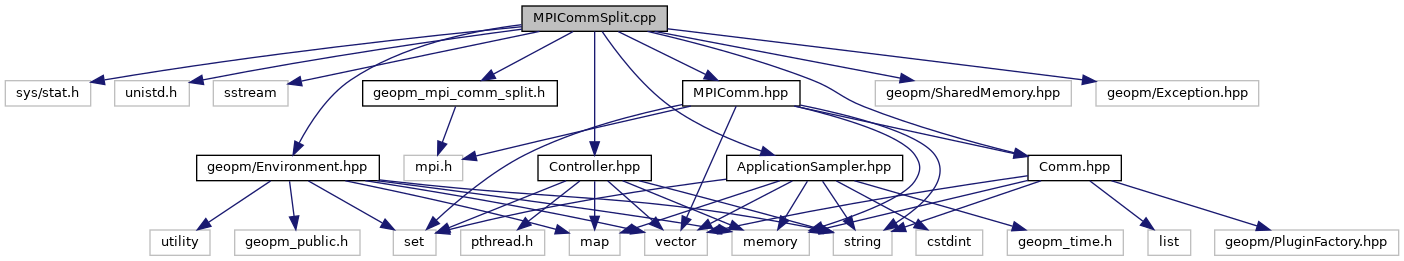 MPICommSplit.cpp
sys/stat.h
unistd.h
sstream
geopm_mpi_comm_split.h
MPIComm.hpp
geopm/SharedMemory.hpp
geopm/Exception.hpp
geopm/Environment.hpp
mpi.h
Controller.hpp
ApplicationSampler.hpp
Comm.hpp
utility
geopm_public.h
set
pthread.h
map
vector
memory
string
cstdint
geopm_time.h
list
geopm/PluginFactory.hpp